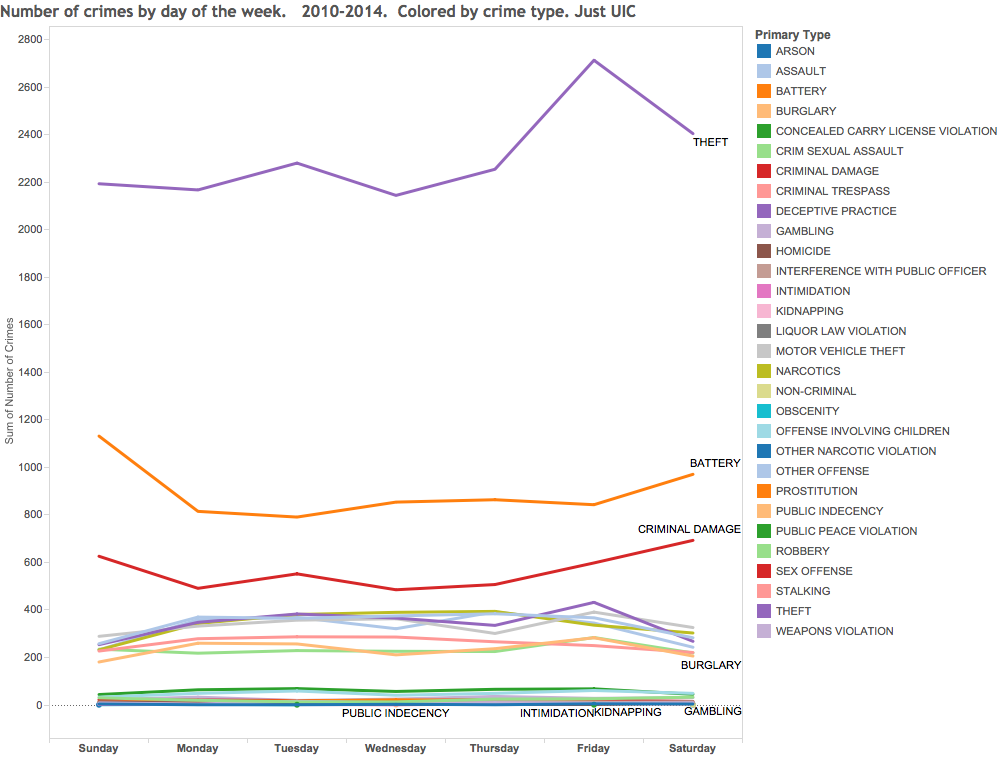 Number of crimes by day of the week.   2010-2014.  Colored by crime type. Just UIC
Primary Type
ARSON
ASSAULT
BATTERY
BURGLARY
CONCEALED CARRY LICENSE VIOLATION
CRIM SEXUAL ASSAULT
CRIMINAL DAMAGE
CRIMINAL TRESPASS
DECEPTIVE PRACTICE
GAMBLING
HOMICIDE
INTERFERENCE WITH PUBLIC OFFICER
INTIMIDATION
KIDNAPPING
LIQUOR LAW VIOLATION
MOTOR VEHICLE THEFT
NARCOTICS
NON-CRIMINAL
OBSCENITY
OFFENSE INVOLVING CHILDREN
OTHER NARCOTIC VIOLATION
OTHER OFFENSE
PROSTITUTION
PUBLIC INDECENCY
PUBLIC PEACE VIOLATION
ROBBERY
SEX OFFENSE
STALKING
THEFT
WEAPONS VIOLATION
Sum of Number of Crimes
2800
2600
2400
2200
2000
1800
1600
1400
1200
1000
800
600
400
200
0
THEFT
BATTERY
CRIMINAL DAMAGE
BURGLARY
PUBLIC INDECENCY INTIMIDATION KIDNAPPING GAMBLING
Sunday Monday Tuesday Wednesday Thursday Friday Saturday